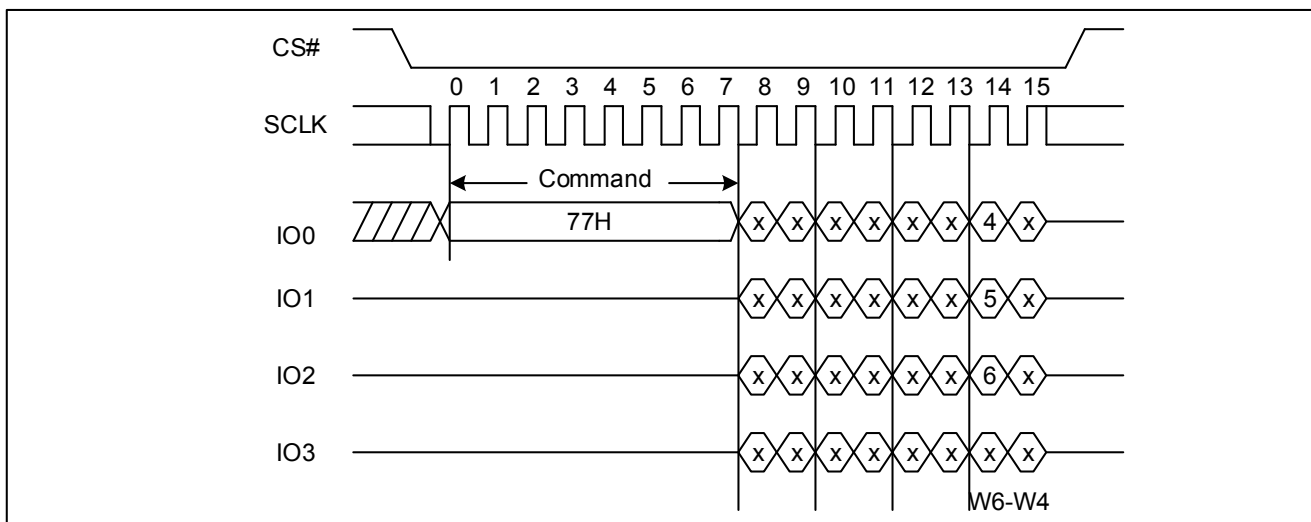 CS#
0 1 2 3 4 5 6 7 8 9 10 11 12 13 14 15
SCLK
Command
IO0 77H x x x x x x 4 x
IO1 x x x x x x 5 x
IO2 x x x x x x 6 x
IO3 x x x x x x x x
W6-W4